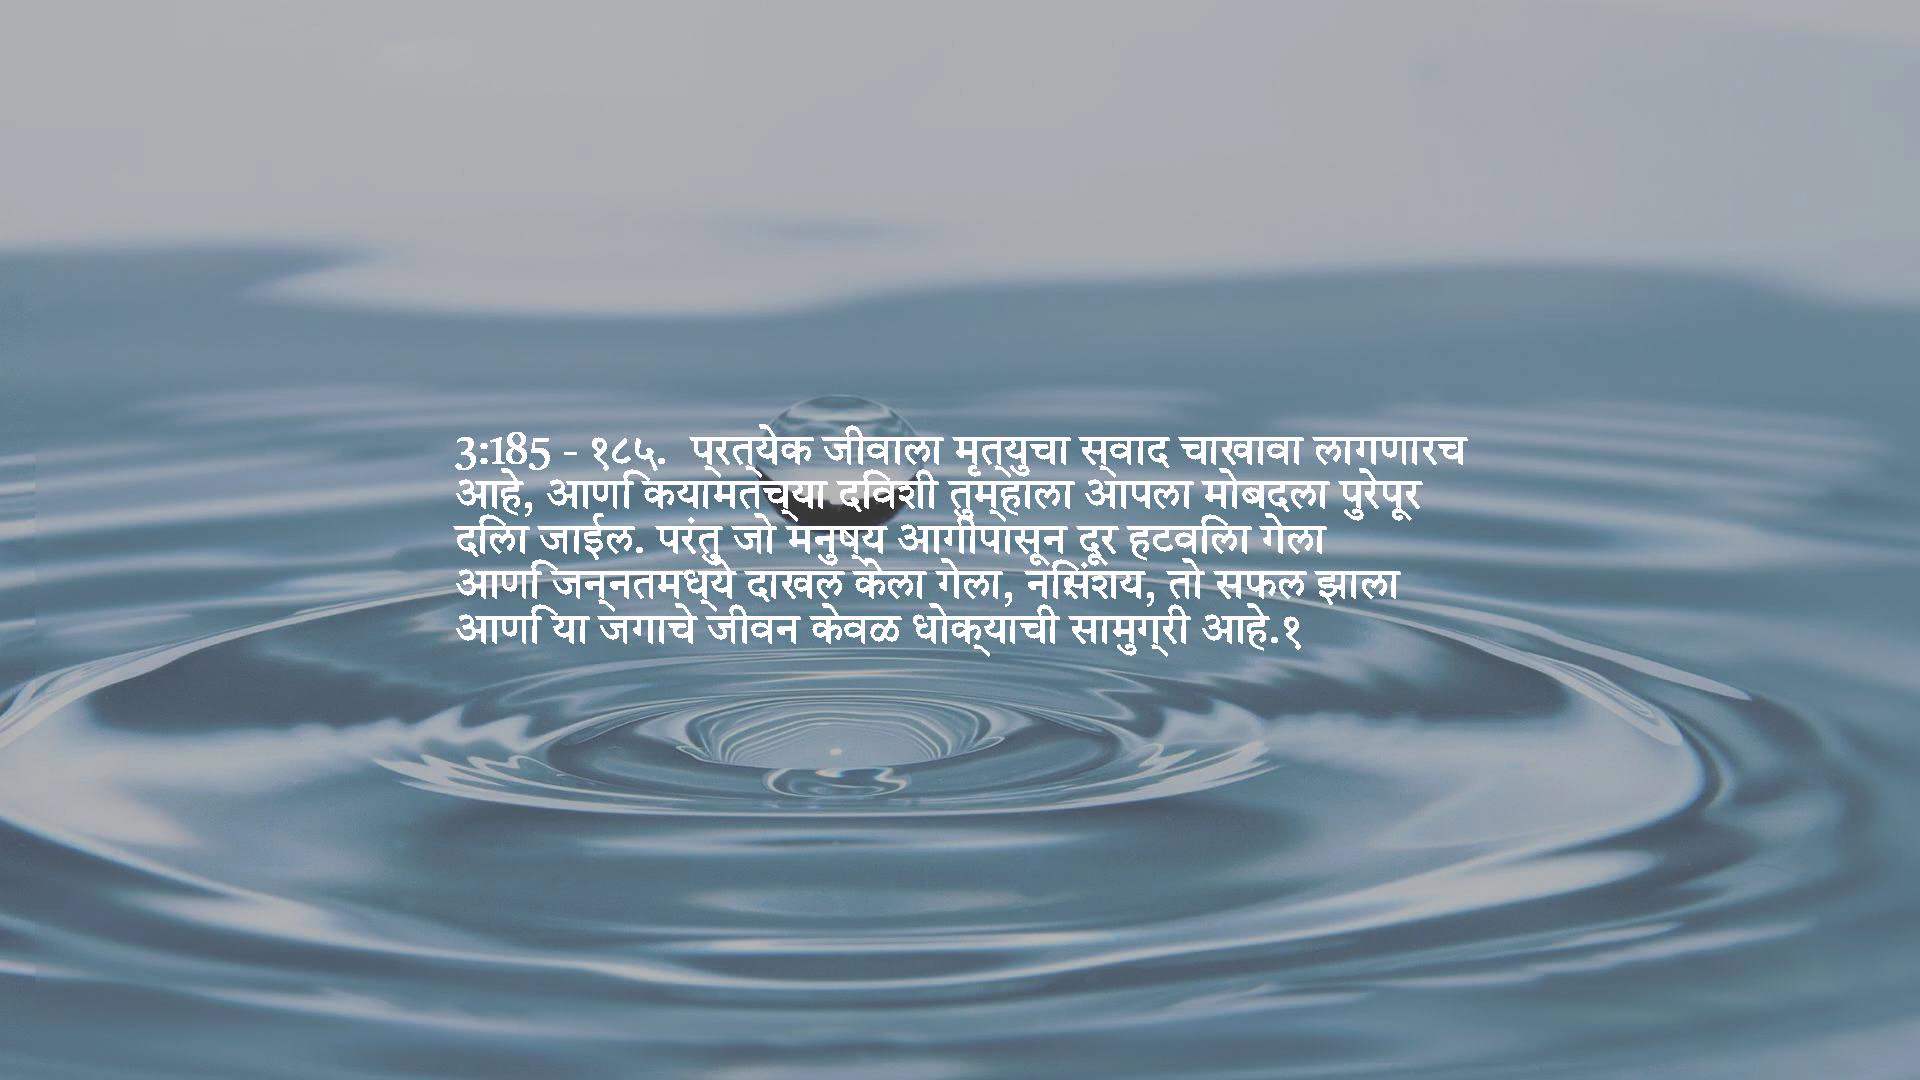 3:185 - १८५. प्रत्येक जीवाला मृत्युचा स्वाद चाखावा लागणारच
आहे, आणि कयामतच्या दिवशी तुम्हाला आपला मोबदला पुरेपूर
दिला जाईल. परंतु जो मनुष्य आगीपासून दूर हटविला गेला
आणि जन्नतमध्ये दाखल केला गेला, निसंशय, तो सफल झाला
आणि या जगाचे जीवन केवळ धोक्याची सामुग्री आहे.१